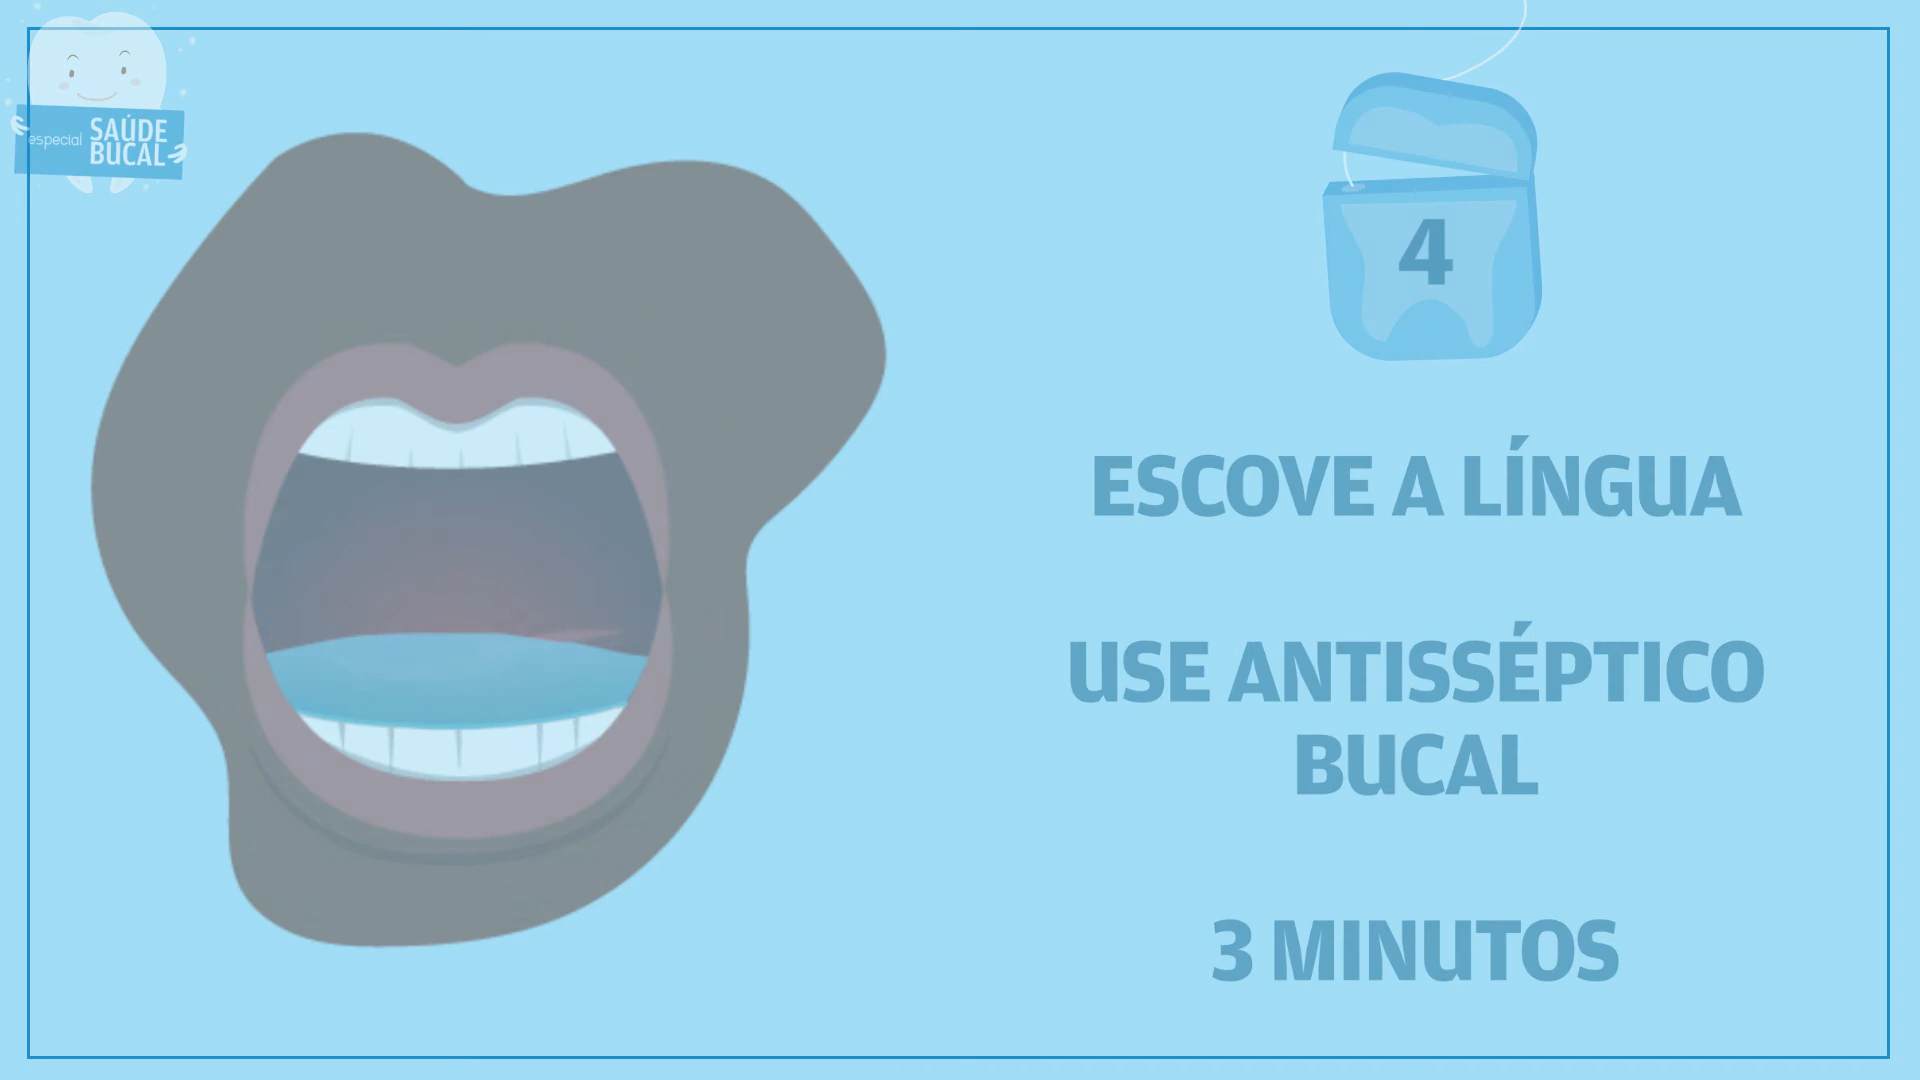 especial SAÚDE
BUCAL
4
ESCOVE A LÍNGUA
USE ANTISSÉPTICO
BUCAL
3 MINUTOS